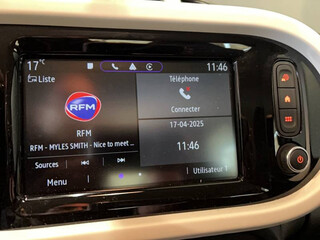 17°C
11:46
Liste
Téléphone
RFM
Connecter
RFM
RFM - MYLES SMITH - Nice to meet ...
17-04-2025
11:46
Sources
Utilisateur
Menu